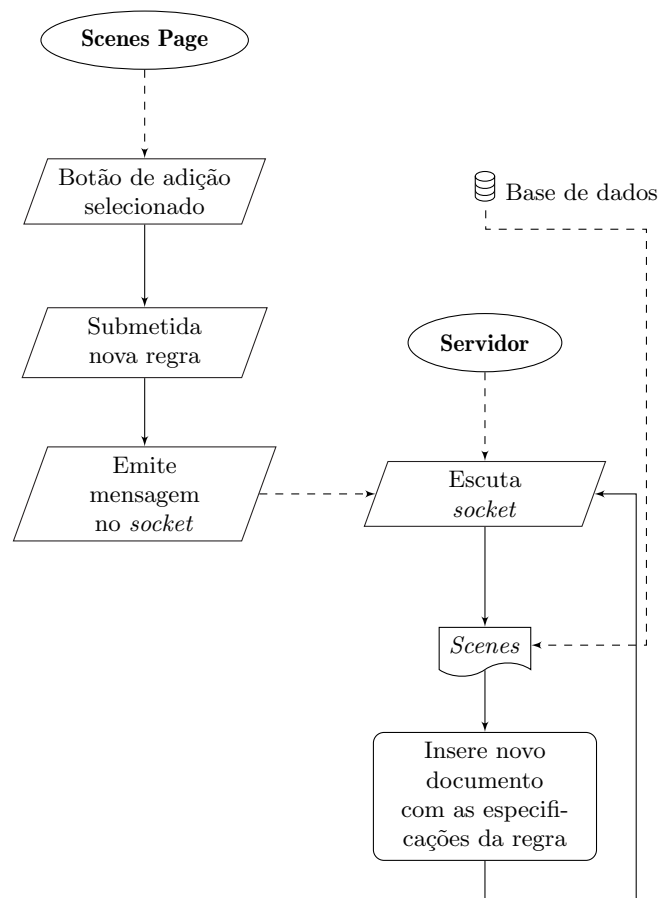 Scenes Page
Botão de adição
selecionado
Submetida
nova regra
Emite
mensagem
no socket
Base de dados
Servidor
Escuta
socket
Scenes
Insere novo
documento
com as especifi-
cações da regra